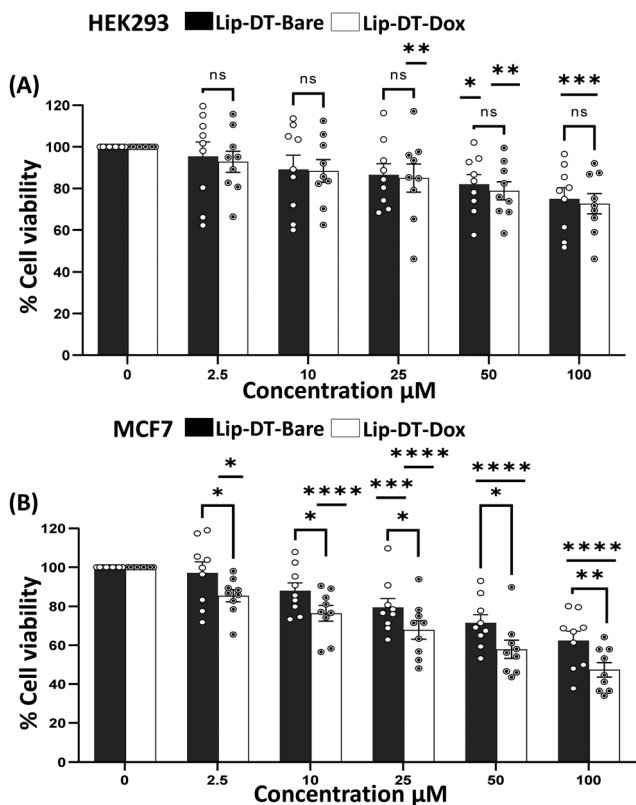 HEK293 Lip-DT-Bare Lip-DT-Dox
(A)
**
* ** ***
ns ns ns ns ns
120
100
80
60
40
20
0
% Cell viability
0 2.5 10 25 50 100
Concentration μM
MCF7 Lip-DT-Bare Lip-DT-Dox
(B)
* **** *** **** **** ****
* * * * **
120
100
80
60
40
20
0
% Cell viability
0 2.5 10 25 50 100
Concentration μM